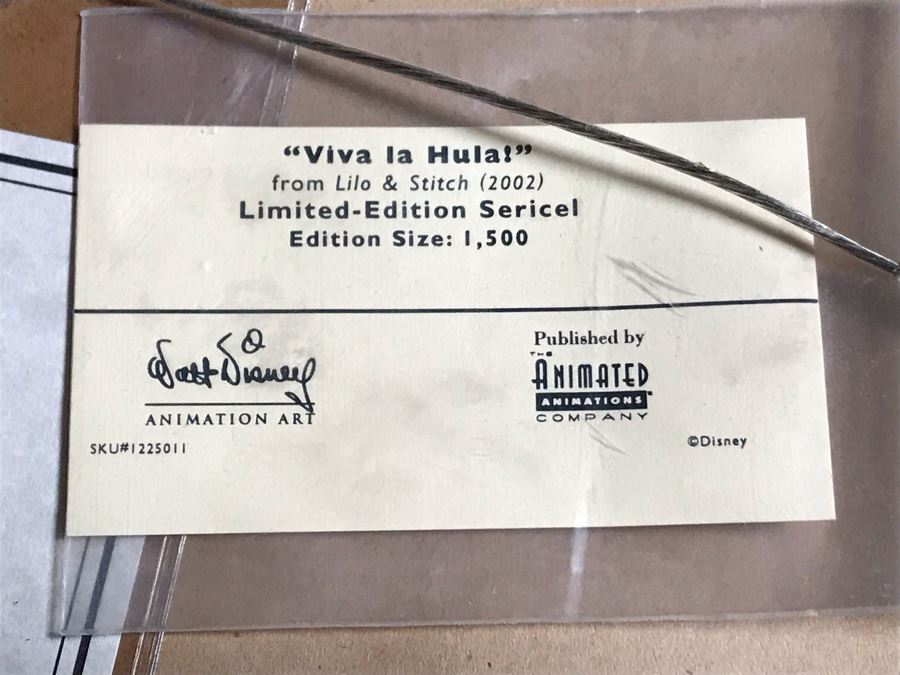 “Viva la Hula!”
from Lilo & Stitch (2002)
Limited-Edition Sericel
Edition Size: 1,500
Walt Disney
ANIMATION ART
SKU#1225011
Published by
THE
ANIMATED
ANIMATIONS™
COMPANY
©Disney